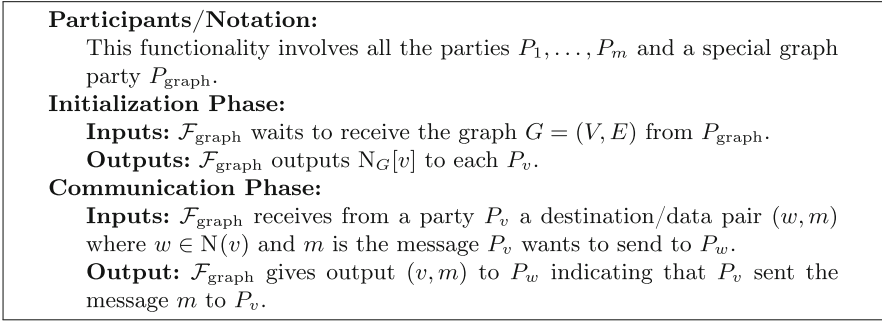 Participants/Notation:
This functionality involves all the parties P₁, . . . , Pₘ and a special graph
party P_graph.
Initialization Phase:
Inputs: ℱ_graph waits to receive the graph G = (V, E) from P_graph.
Outputs: ℱ_graph outputs N_G[v] to each P_v.
Communication Phase:
Inputs: ℱ_graph receives from a party P_v a destination/data pair (w, m)
where w ∈ N(v) and m is the message P_v wants to send to P_w.
Output: ℱ_graph gives output (v, m) to P_w indicating that P_v sent the
message m to P_v.